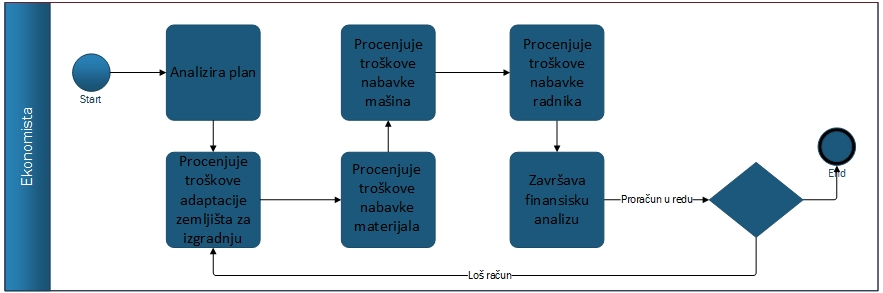 Ekonomista
Start
Analizira plan
Procenjuje
troškove
adaptacije
zemljišta za
izgradnju
Procenjuje
troškove
nabavke
materijala
Procenjuje
troškove
nabavke
mašina
Procenjuje
troškove
nabavke
radnika
Završava
finansisku
analizu
Proračun u redu
Loš račun
End